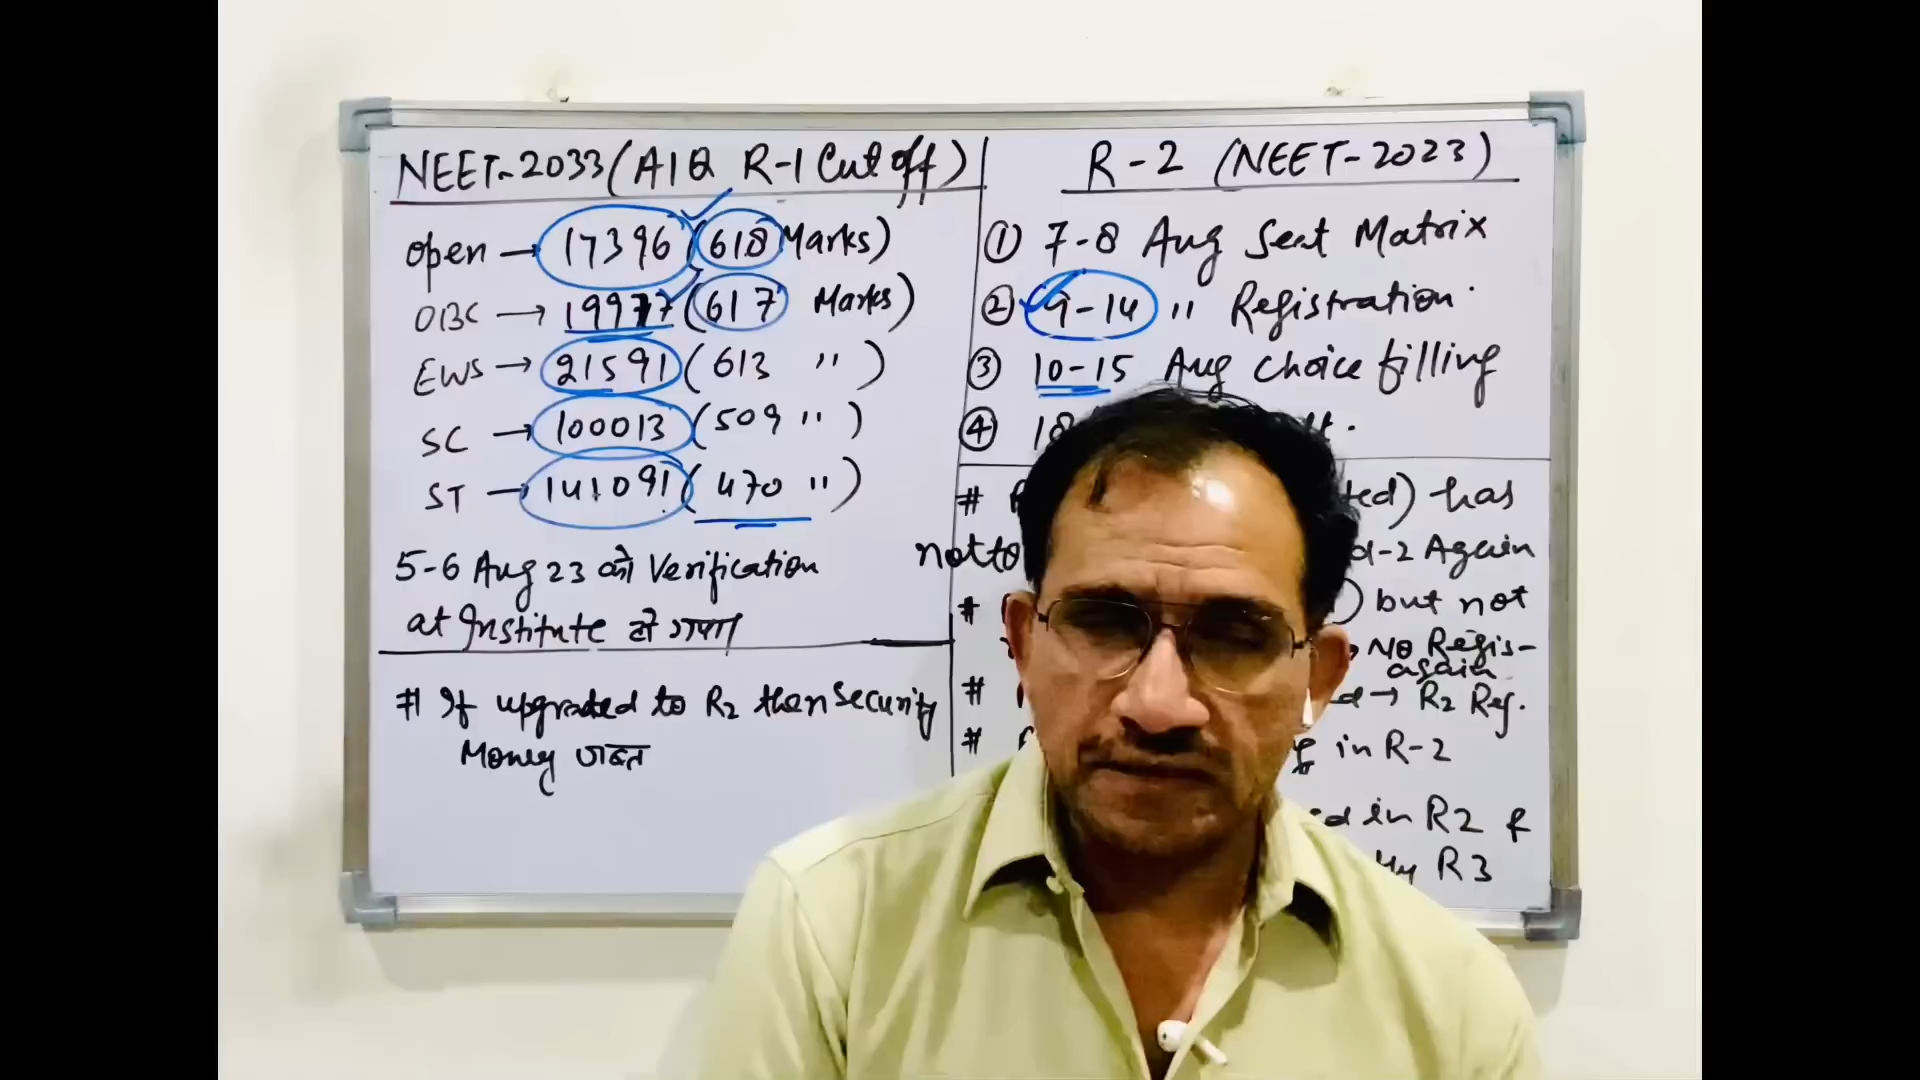 NEET-2033 (AIQ R-1 Cut off)
Open → 17396 (618 Marks)
OBC → 19977 (617 Marks)
EWS → 21591 (613 〃)
SC → 100013 (509 〃)
ST → 141091 (470 〃)
5-6 Aug 23 को Verification
at Institute हो गया
# If upgraded to R2 then Security
Money जब्त
R-2 (NEET-2023)
① 7-8 Aug Seat Matrix
② 9-14 〃 Registration
③ 10-15 Aug Choice filling
④ 18
# has
not to Again
# ) but not
No Regis-
again
# → R2 Reg.
# in R-2
in R2 &
R3